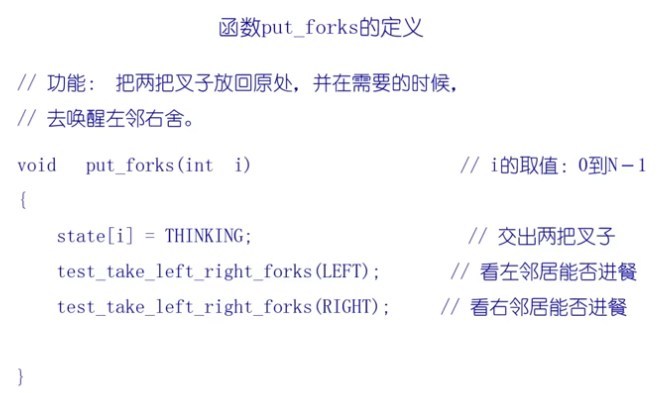 函数put_forks的定义
// 功能: 把两把叉子放回原处，并在需要的时候，
// 去唤醒左邻右舍。
void put_forks(int i) // i的取值: 0到N-1
{
state[i] = THINKING; // 交出两把叉子
test_take_left_right_forks(LEFT); // 看左邻居能否进餐
test_take_left_right_forks(RIGHT); // 看右邻居能否进餐
}